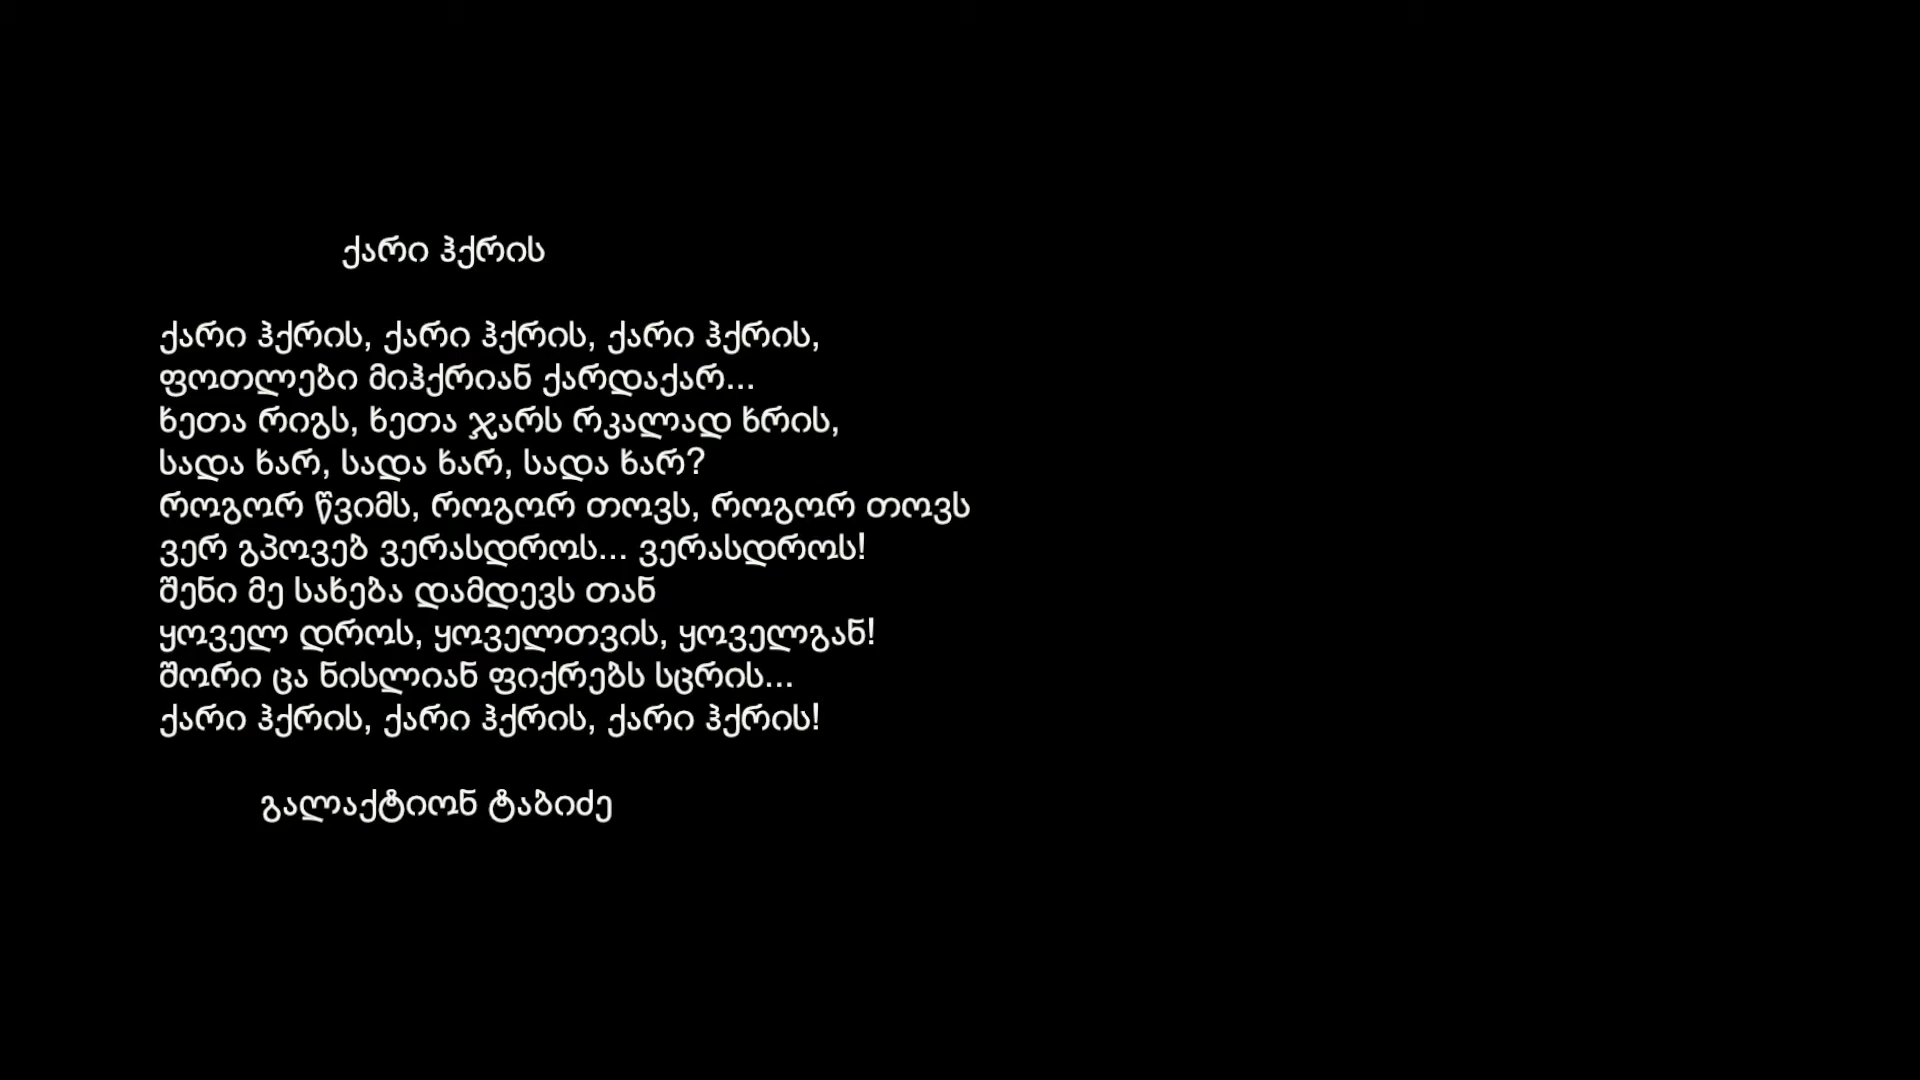 ქარი ჰქრის
ქარი ჰქრის, ქარი ჰქრის, ქარი ჰქრის,
ფოთლები მიჰქრიან ქარდაქარ...
ხეთა რიგს, ხეთა ჯარს რკალად ხრის,
სადა ხარ, სადა ხარ, სადა ხარ?
როგორ წვიმს, როგორ თოვს, როგორ თოვს
ვერ გპოვებ ვერასდროს... ვერასდროს!
შენი მე სახება დამდევს თან
ყოველ დროს, ყოველთვის, ყოველგან!
შორი ცა ნისლიან ფიქრებს სცრის...
ქარი ჰქრის, ქარი ჰქრის, ქარი ჰქრის!
გალაქტიონ ტაბიძე